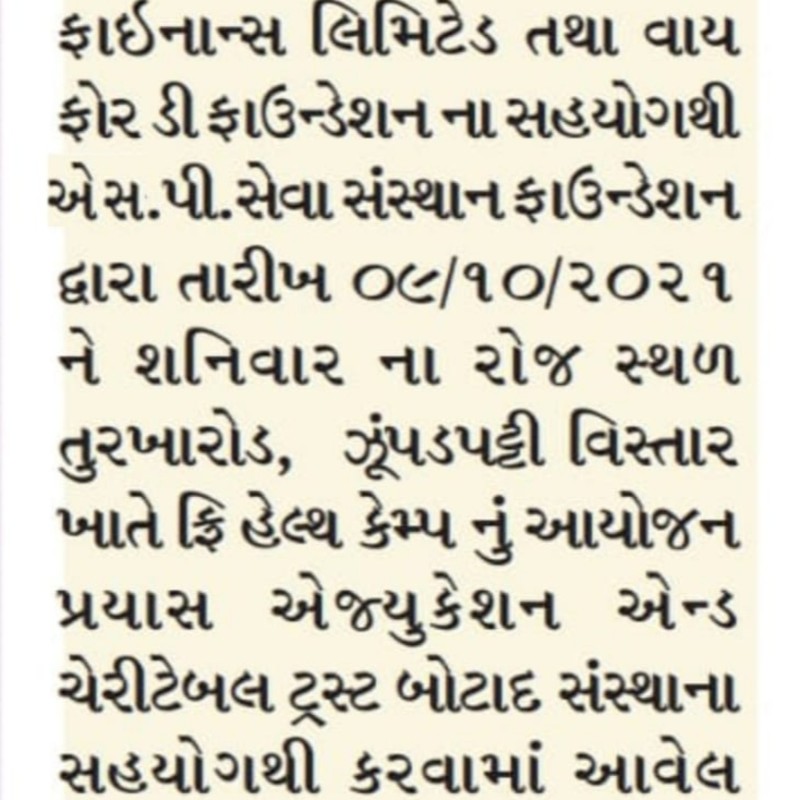 ફાઈનાન્સ લિમિટેડ તથા વાય
ફોર ડી ફાઉન્ડેશન ના સહયોગથી
એસ.પી.સેવા સંસ્થાન ફાઉન્ડેશન
દ્વારા તારીખ ૦૯/૧૦/૨૦૨૧
ને શનિવાર ના રોજ સ્થળ
તુરખારોડ, ઝૂંપડપટ્ટી વિસ્તાર
ખાતે ફ્રિ હેલ્થ કેમ્પ નું આયોજન
પ્રયાસ એજ્યુકેશન એન્ડ
ચેરીટેબલ ટ્રસ્ટ બોટાદ સંસ્થાના
સહયોગથી કરવામાં આવેલ